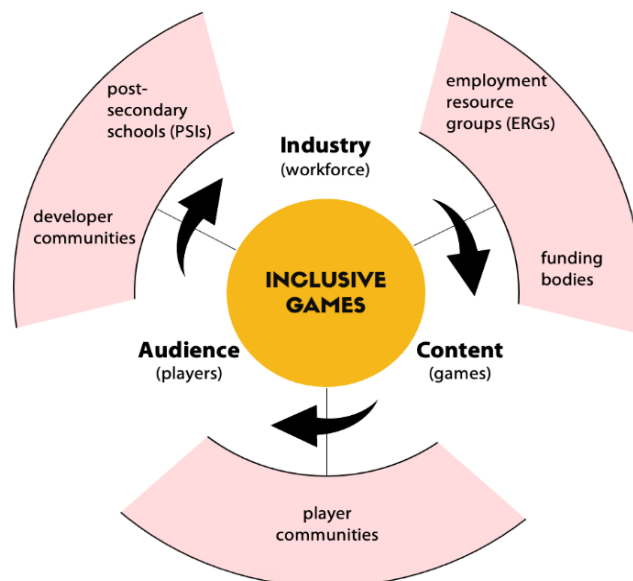 post-
secondary
schools (PSIs)
developer
communities
employment
resource
groups (ERGs)
funding
bodies
Industry
(workforce)
INCLUSIVE
GAMES
Audience
(players)
Content
(games)
player
communities